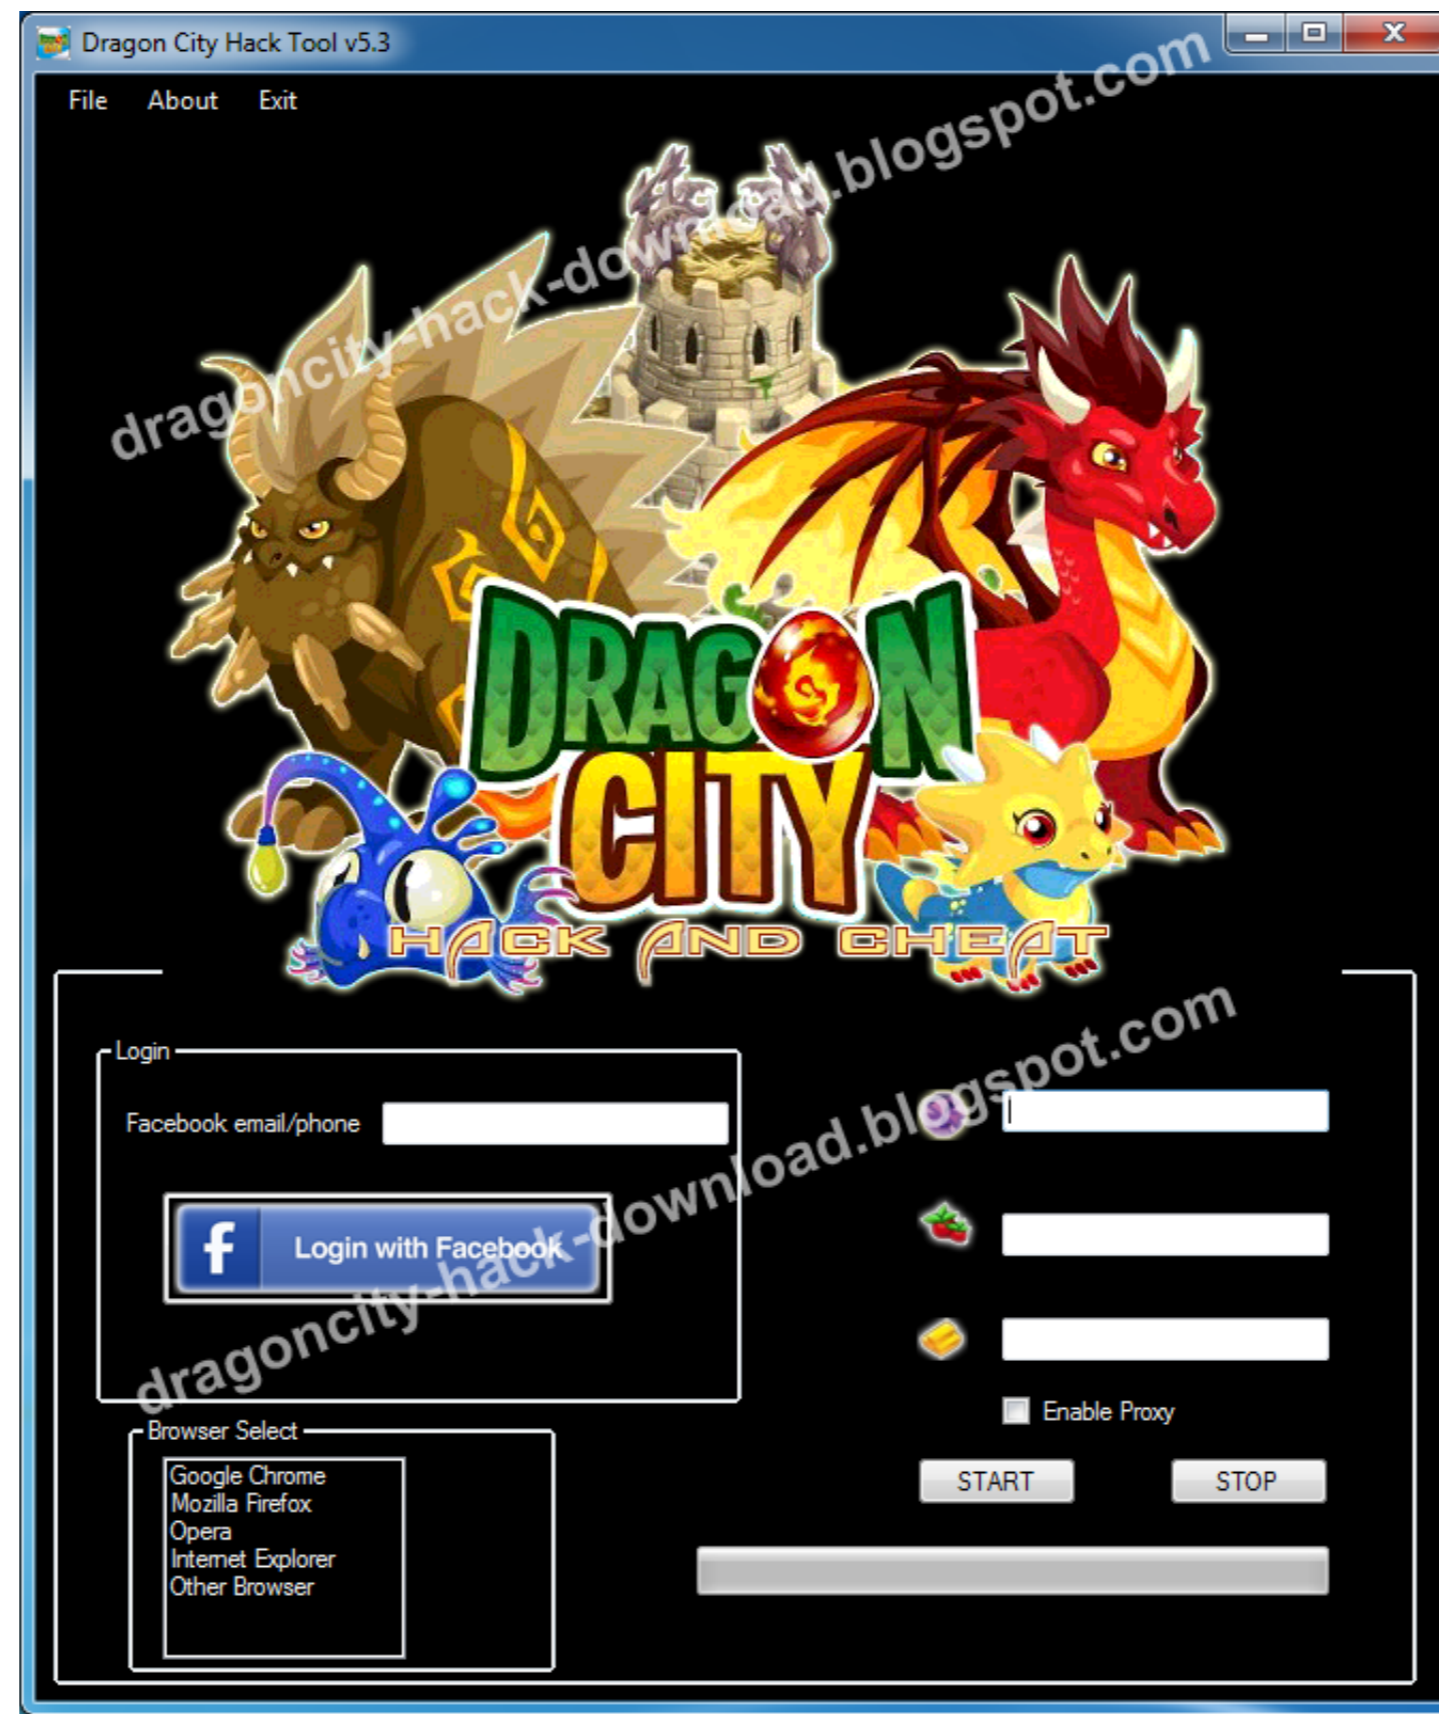 Dragon City Hack Tool v5.3
File About Exit
dragoncity-hack-download.blogspot.com
DRAGON
CITY
HACK AND CHEAT
Login
Facebook email/phone
f Login with Facebook
dragoncity-hack-download.blogspot.com
Enable Proxy
Browser Select
Google Chrome
Mozilla Firefox
Opera
Internet Explorer
Other Browser
START STOP